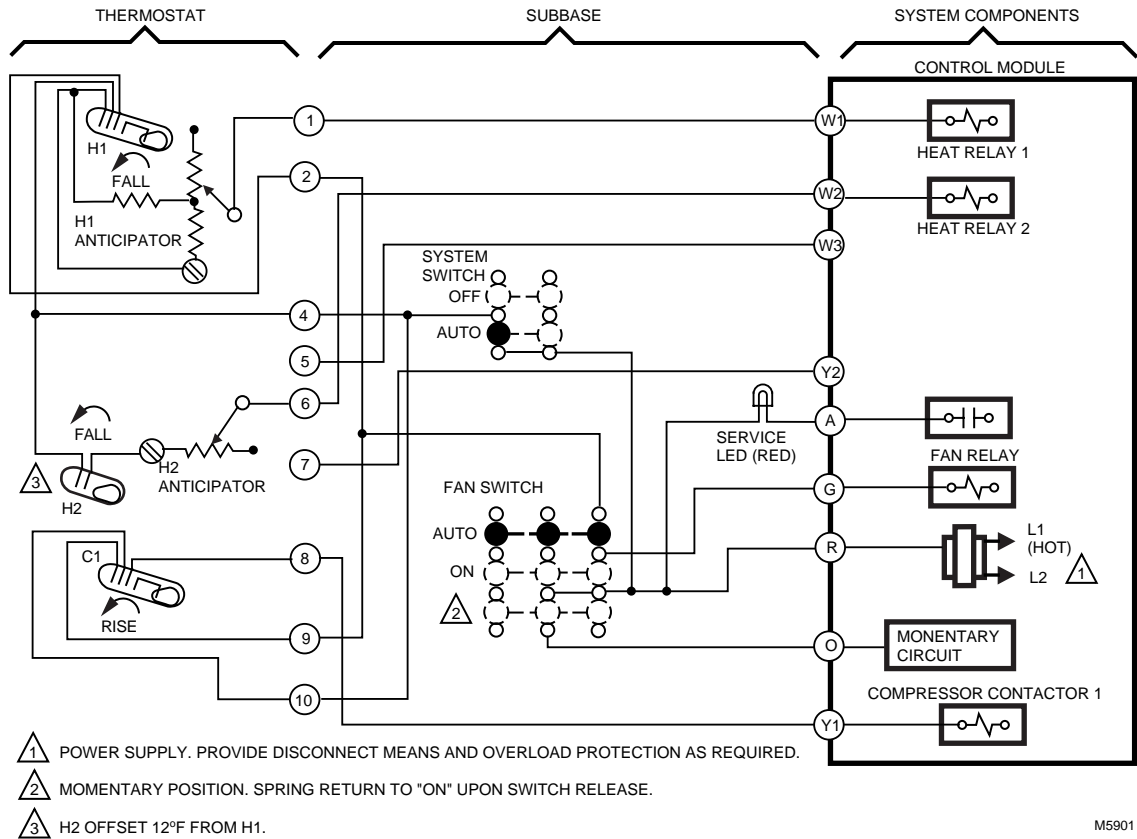 THERMOSTAT
SUBBASE
SYSTEM COMPONENTS
CONTROL MODULE
H1
FALL
H1
ANTICIPATOR
1
2
4
5
6
7
8
9
10
FALL
3
H2
H2
ANTICIPATOR
C1
RISE
SYSTEM
SWITCH
OFF
AUTO
SERVICE
LED (RED)
FAN SWITCH
AUTO
ON
2
W1
HEAT RELAY 1
W2
HEAT RELAY 2
W3
Y2
A
FAN RELAY
G
R
L1
(HOT)
L2
1
O
MONENTARY
CIRCUIT
COMPRESSOR CONTACTOR 1
Y1
1 POWER SUPPLY. PROVIDE DISCONNECT MEANS AND OVERLOAD PROTECTION AS REQUIRED.
2 MOMENTARY POSITION. SPRING RETURN TO "ON" UPON SWITCH RELEASE.
3 H2 OFFSET 12°F FROM H1.
M5901